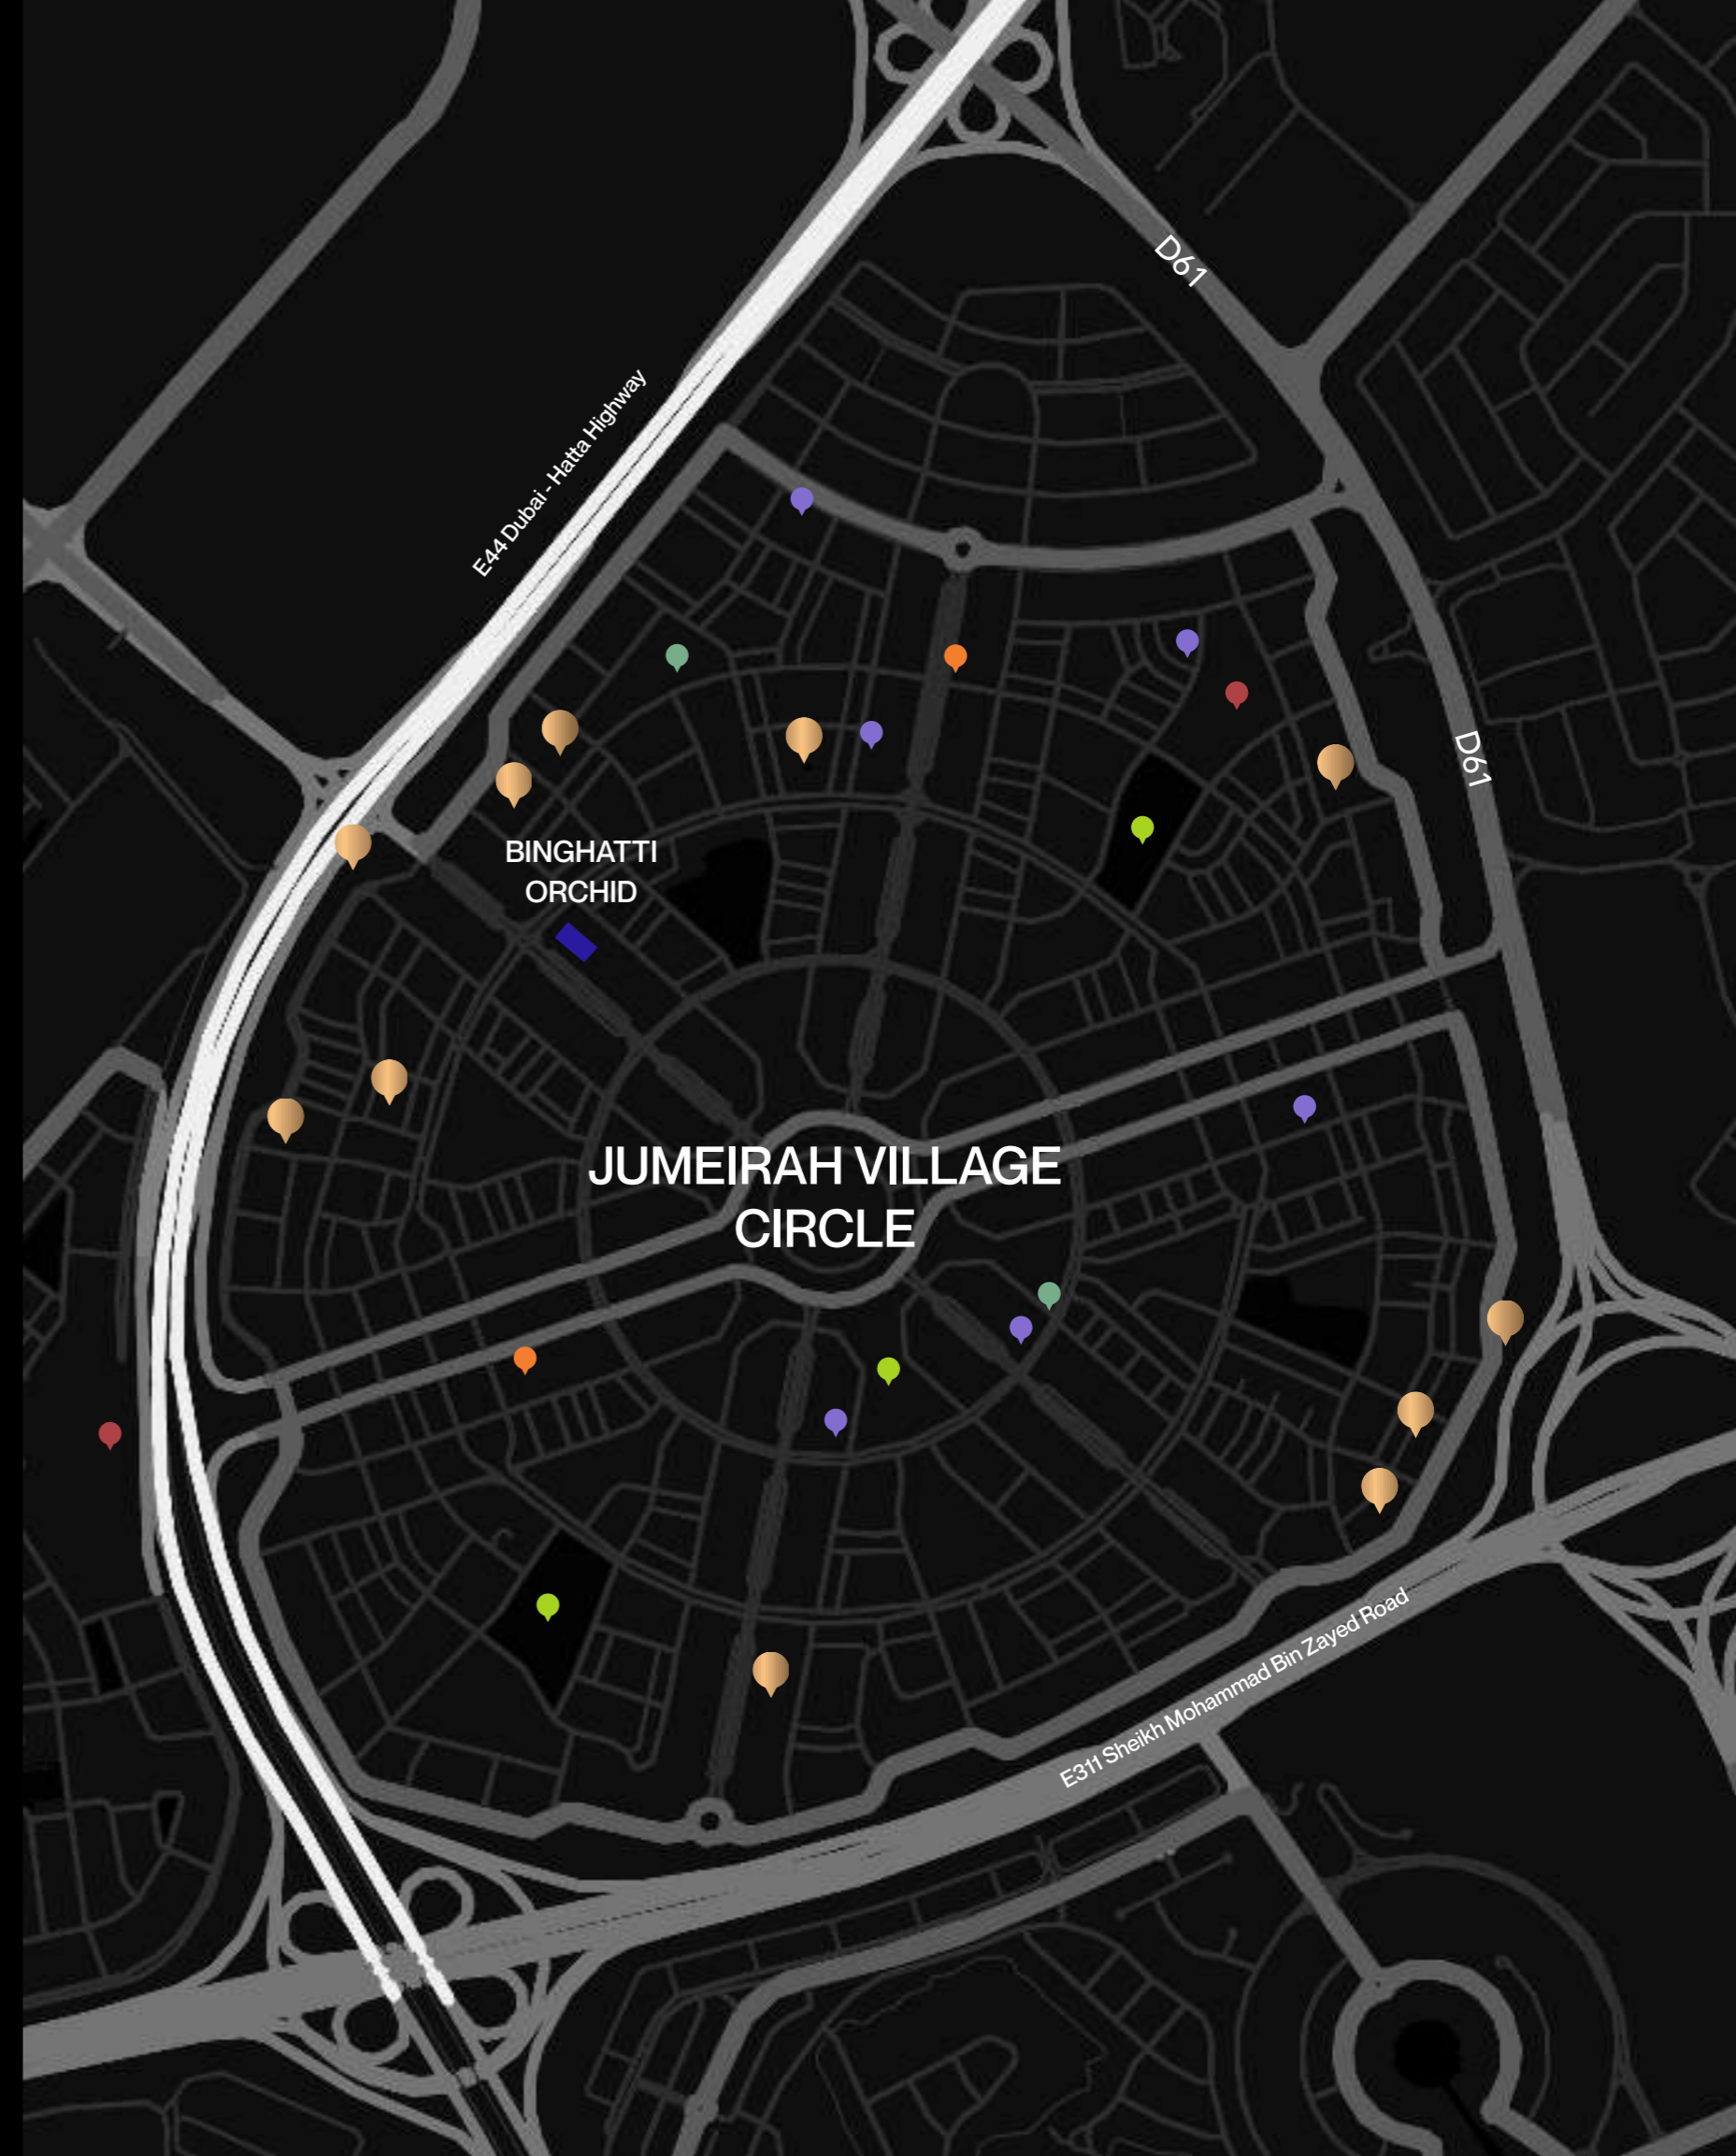 D61
E44 Dubai - Hatta Highway
D61
BINGHATTI
ORCHID
JUMEIRAH VILLAGE
CIRCLE
E311 Sheikh Mohammad Bin Zayed Road